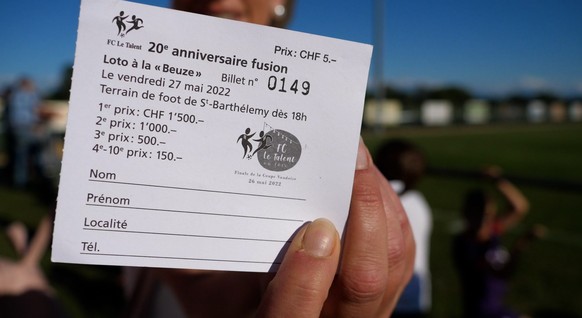 FC Le Talent
20e anniversaire fusion
Prix: CHF 5.–
Loto à la «Beuze»
Billet n° 0149
Le vendredi 27 mai 2022
Terrain de foot de St-Barthélemy dès 18h
1er prix: CHF 1'500.–
2e prix: 1'000.–
3e prix: 500.–
4e-10e prix: 150.–
FC
Le Talent
Finale de la Coupe Vaudoise
26 mai 2022
Nom
Prénom
Localité
Tél.